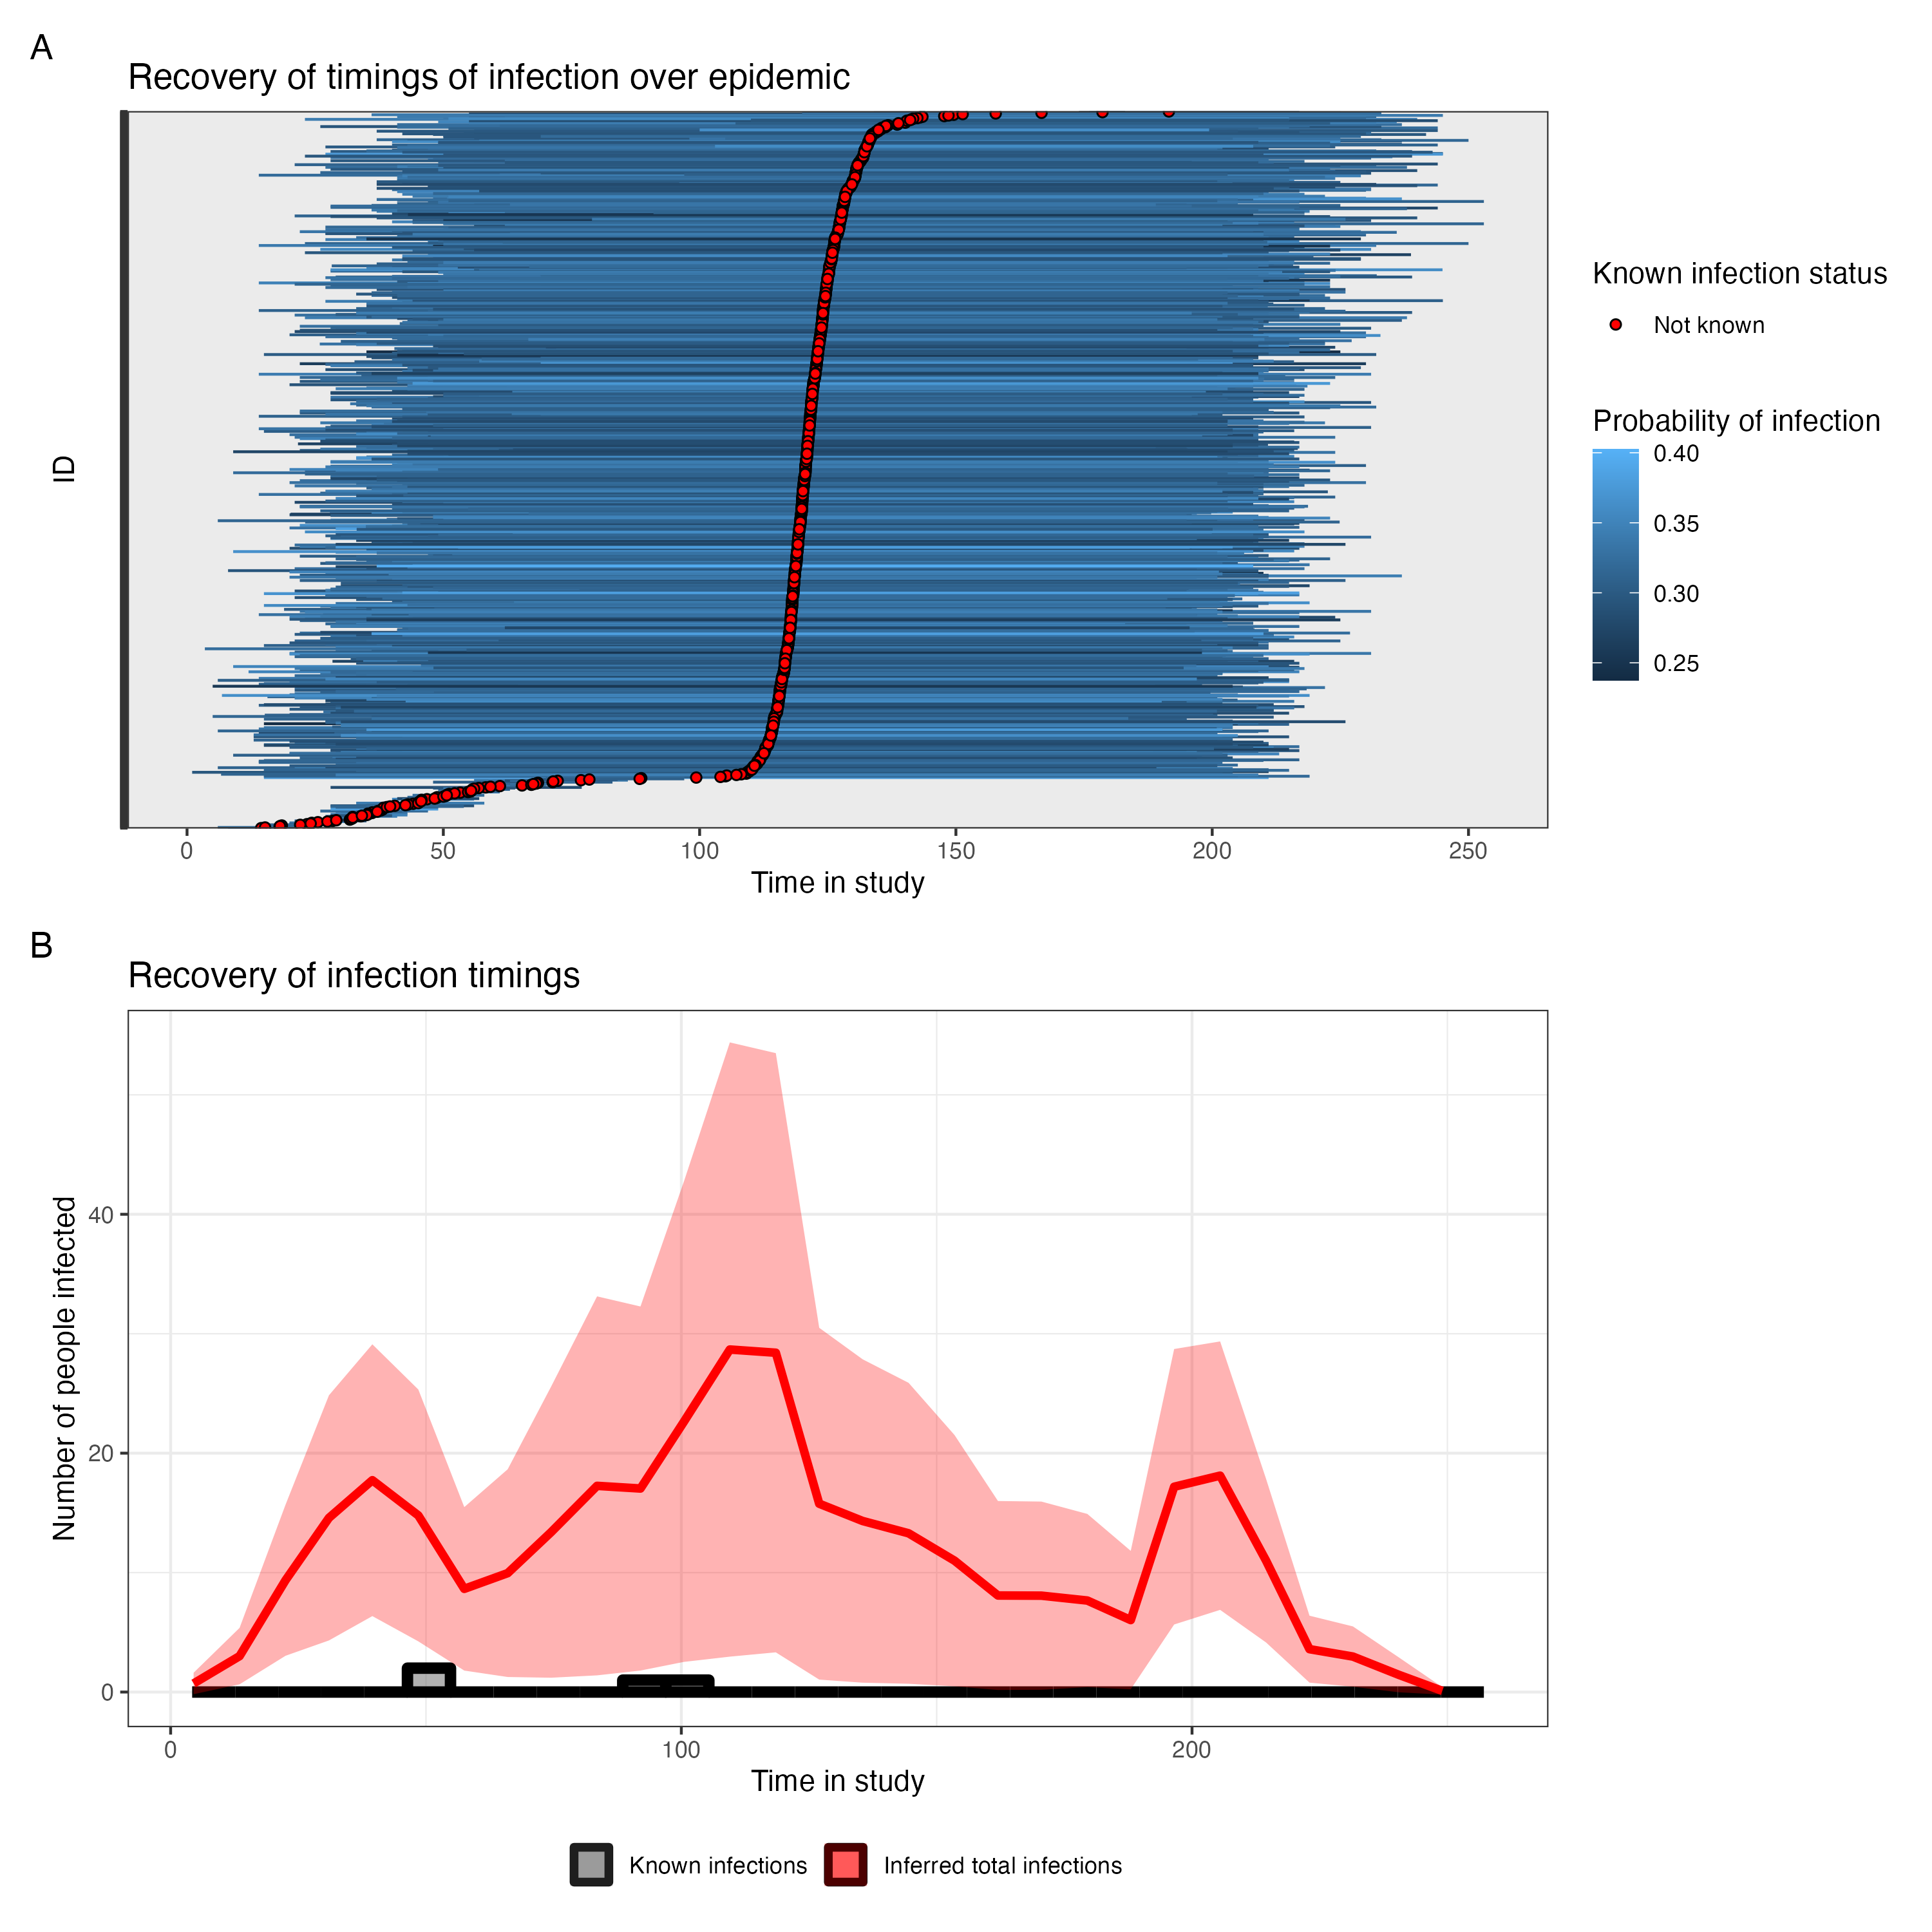 A
Recovery of timings of infection over epidemic
ID
0 50 100 150 200 250
Time in study
Known infection status
Not known
Probability of infection
0.40
0.35
0.30
0.25
B
Recovery of infection timings
Number of people infected
40
20
0
0 100 200
Time in study
Known infections Inferred total infections